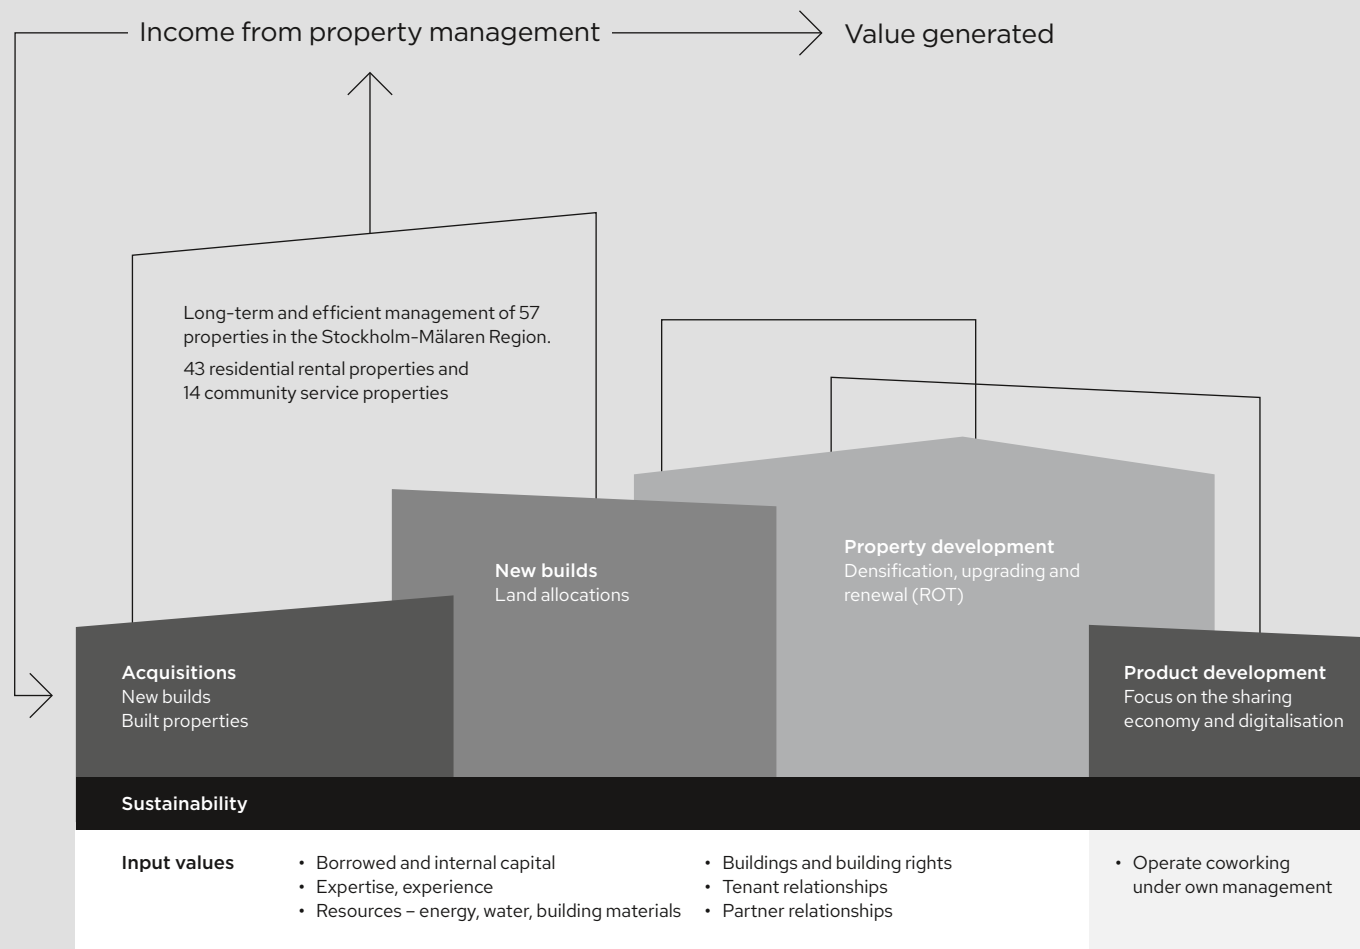 Income from property management
Value generated
Long-term and efficient management of 57
properties in the Stockholm-Mälaren Region.
43 residential rental properties and
14 community service properties
Property development
Densification, upgrading and
renewal (ROT)
New builds
Land allocations
Acquisitions
New builds
Built properties
Product development
Focus on the sharing
economy and digitalisation
Sustainability
Input values
• Borrowed and internal capital
• Expertise, experience
• Resources – energy, water, building materials
• Buildings and building rights
• Tenant relationships
• Partner relationships
• Operate coworking
under own management